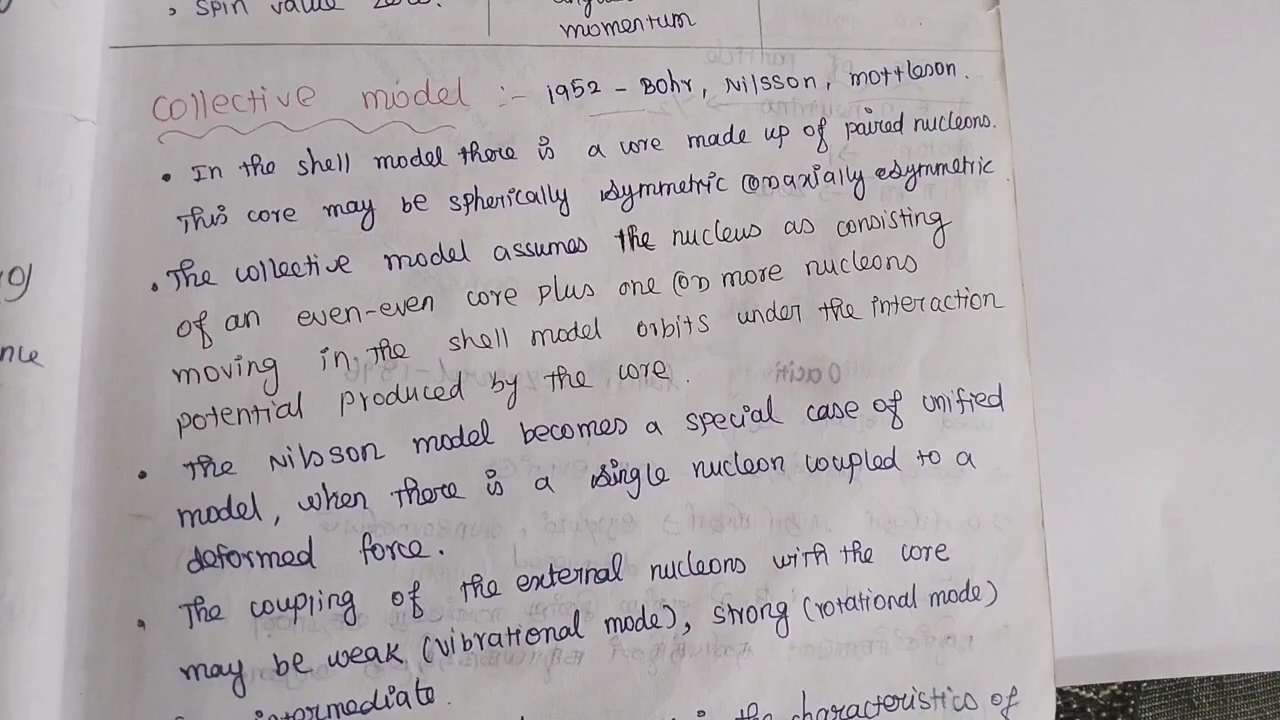 , spin value zero.
momentum
collective model :- 1952 - Bohr, Nilsson, mottleson.
• In the shell model there is a core made up of paired nucleons.
This core may be spherically symmetric (or) axially asymmetric.
• The collective model assumes the nucleus as consisting
of an even-even core plus one (or) more nucleons
moving in the shell model orbits under the interaction
potential produced by the core.
• The Nilsson model becomes a special case of unified
model, when there is a single nucleon coupled to a
deformed force.
• The coupling of the external nucleons with the core
may be weak (vibrational mode), strong (rotational mode)
intermediate.
the characteristics of